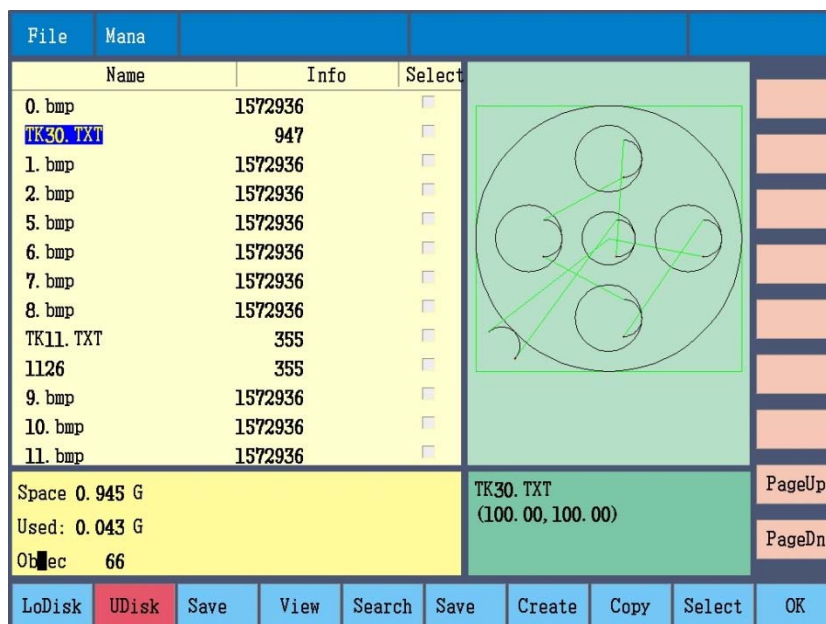 File Mana
Name Info Select
0.bmp 1572936
TK30.TXT 947
1.bmp 1572936
2.bmp 1572936
5.bmp 1572936
6.bmp 1572936
7.bmp 1572936
8.bmp 1572936
TK11.TXT 355
1126 355
9.bmp 1572936
10.bmp 1572936
11.bmp 1572936
Space 0.945 G
Used: 0.043 G
Ob ec 66
TK30.TXT
(100.00,100.00)
PageUp
PageDn
LoDisk UDisk Save View Search Save Create Copy Select OK